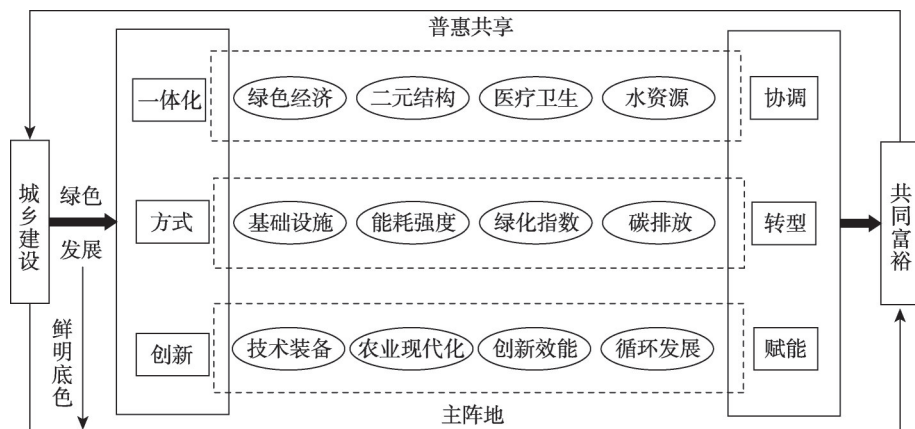 普惠共享
一体化
绿色经济
二元结构
医疗卫生
水资源
协调
城乡建设
绿色
发展
方式
基础设施
能耗强度
绿化指数
碳排放
转型
共同富裕
鲜明底色
创新
技术装备
农业现代化
创新效能
循环发展
赋能
主阵地